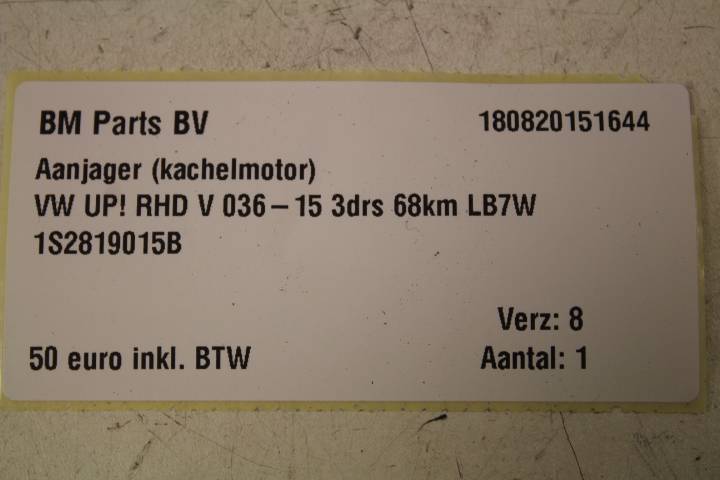 BM Parts BV 180820151644
Aanjager (kachelmotor)
VW UP! RHD V 036-15 3drs 68km LB7W
1S2819015B
Verz: 8
50 euro inkl. BTW Aantal: 1